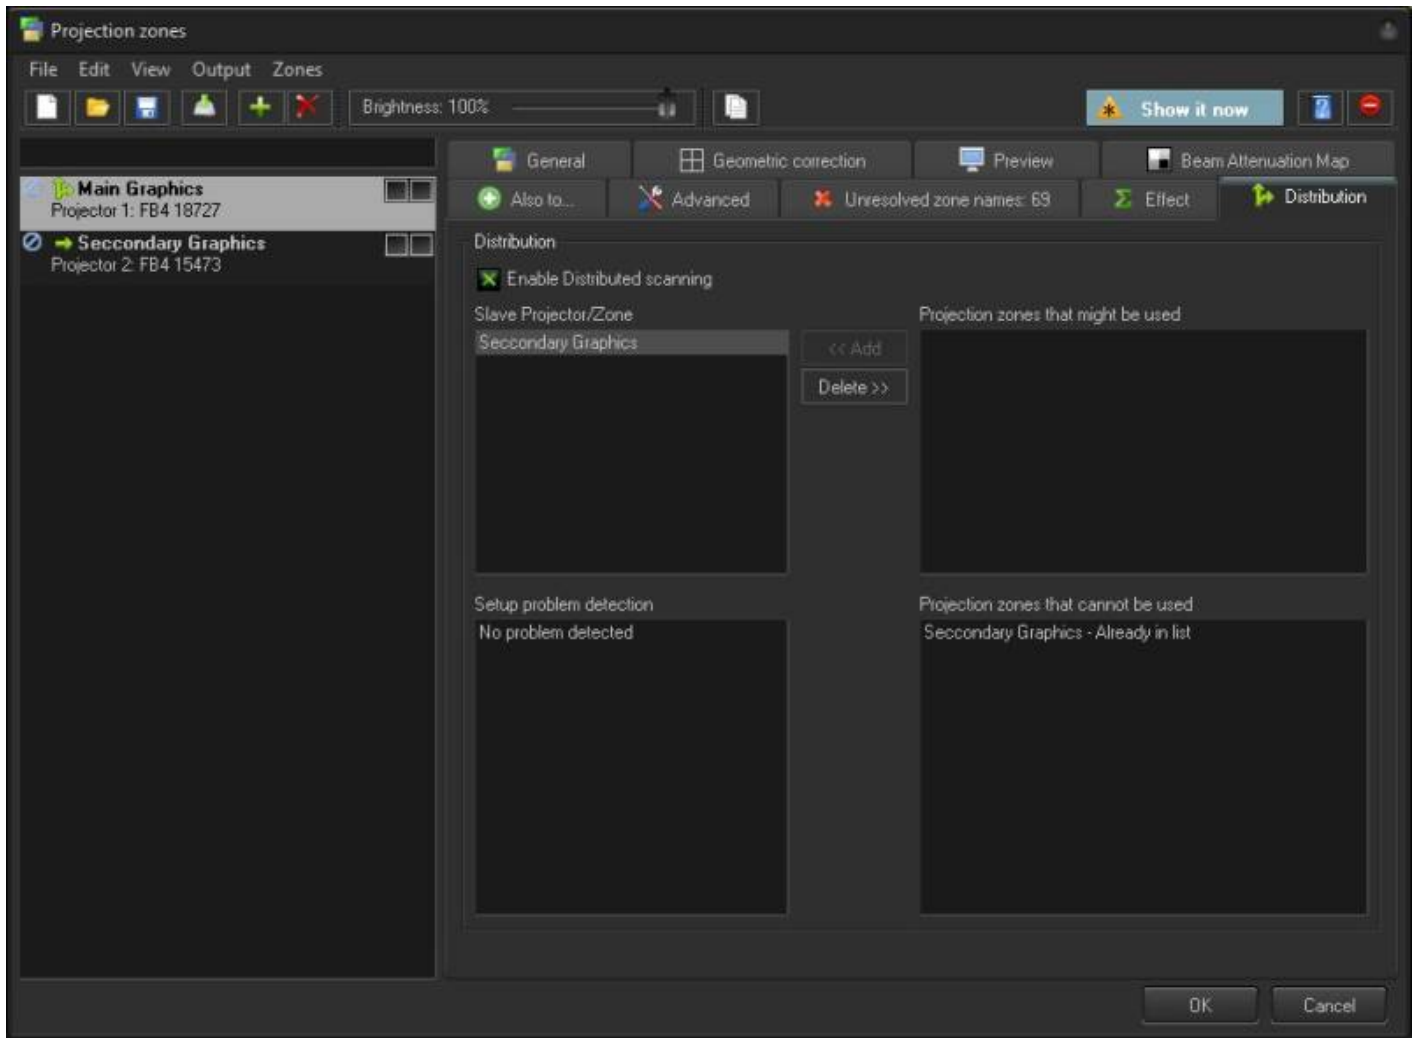 Projection zones
File Edit View Output Zones
Brightness: 100%
Show it now
Main Graphics
Projector 1: FB4 18727
Seccondary Graphics
Projector 2: FB4 15473
General
Geometric correction
Preview
Beam Attenuation Map
Also to...
Advanced
Unresolved zone names: 69
Effect
Distribution
Distribution
Enable Distributed scanning
Slave Projector/Zone
Seccondary Graphics
<< Add
Delete >>
Projection zones that might be used
Setup problem detection
No problem detected
Projection zones that cannot be used
Seccondary Graphics - Already in list
OK
Cancel